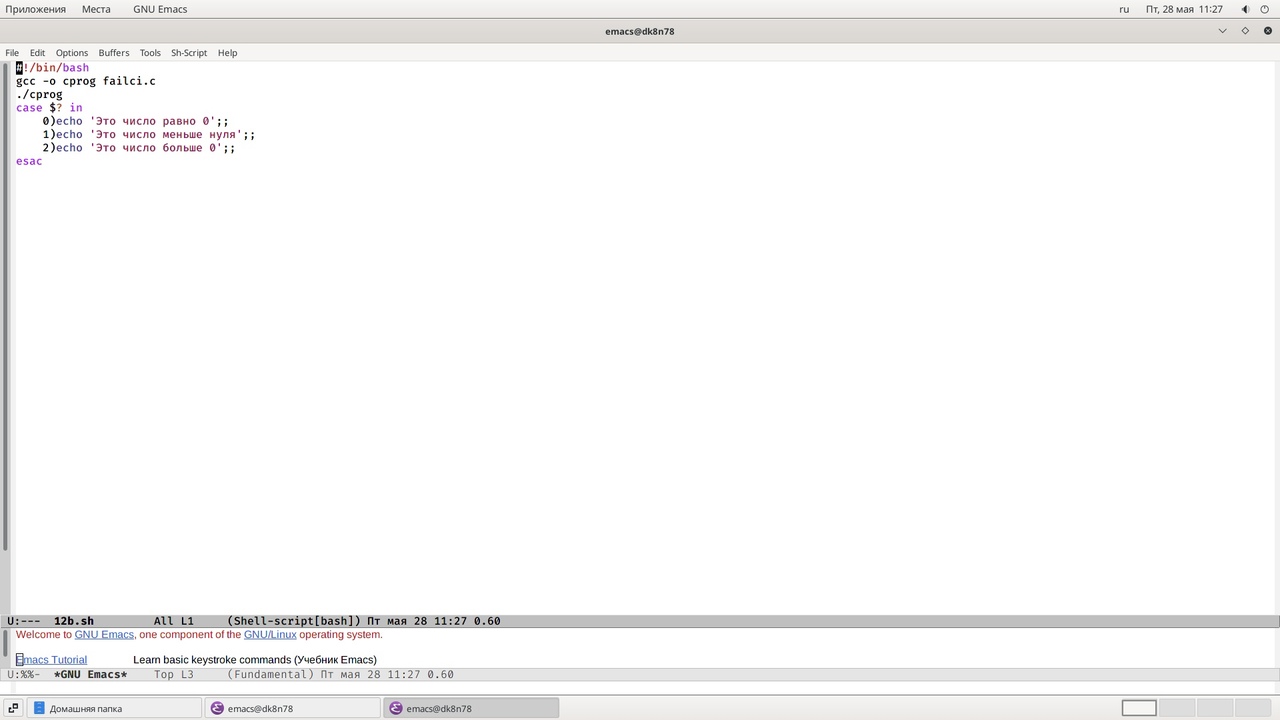 Приложения Места GNU Emacs ru Пт, 28 мая 11:27
emacs@dk8n78
File Edit Options Buffers Tools Sh-Script Help
#!/bin/bash
gcc -o cprog failci.c
./cprog
case $? in
    0)echo 'Это число равно 0';;
    1)echo 'Это число меньше нуля';;
    2)echo 'Это число больше 0';;
esac
U:---  12b.sh         All L1     (Shell-script[bash]) Пт мая 28 11:27 0.60
Welcome to GNU Emacs, one component of the GNU/Linux operating system.
Emacs Tutorial Learn basic keystroke commands (Учебник Emacs)
U:%%-  *GNU Emacs*    Top L3     (Fundamental) Пт мая 28 11:27 0.60
Домашняя папка emacs@dk8n78 emacs@dk8n78